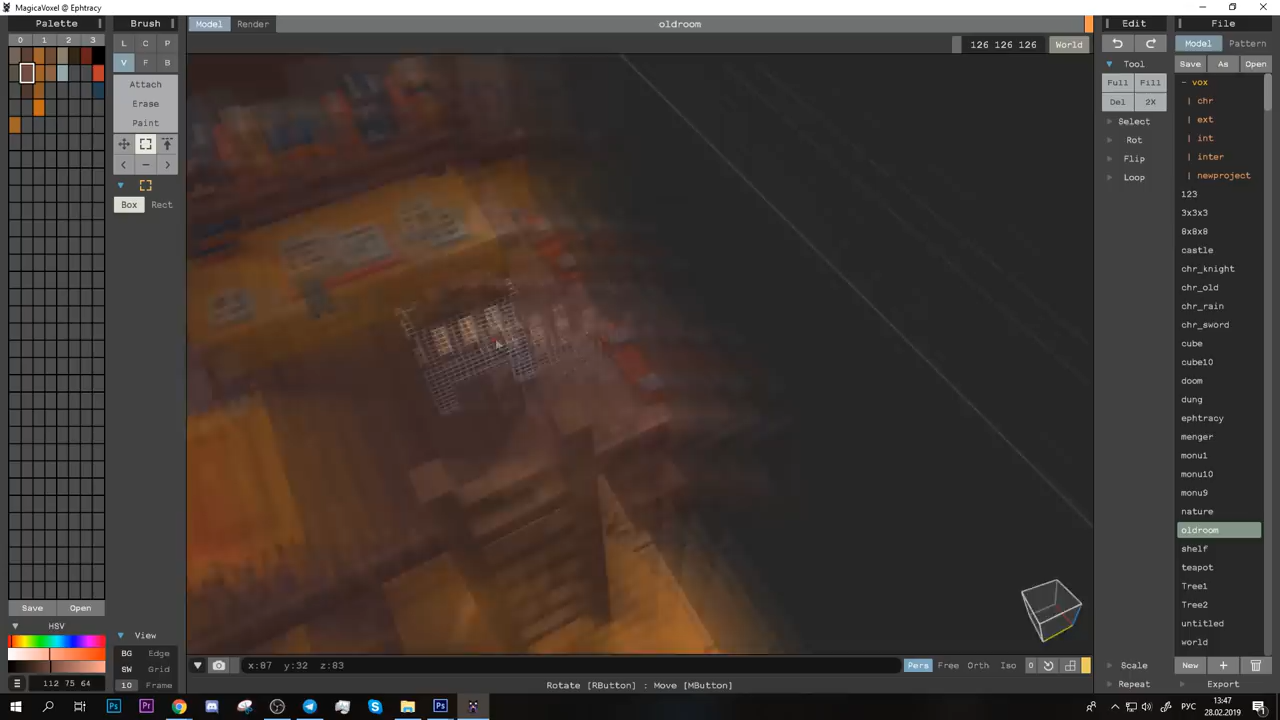 MagicaVoxel @ Ephtracy
Palette
Brush
Model Render
oldroom
Edit
File
0 1 2 3
L C P
V F B
Attach
Erase
Paint
Box Rect
126 126 126 World
Tool
Full Fill
Del 2X
Select
Rot
Flip
Loop
Model Pattern
Save As Open
- vox
| chr
| ext
| int
| inter
| newproject
123
3x3x3
8x8x8
castle
chr_knight
chr_old
chr_rain
chr_sword
cube
cube10
doom
dung
ephtracy
menger
monu1
monu10
monu9
nature
oldroom
shelf
teapot
Tree1
Tree2
untitled
world
Save Open
HSV
112 75 64
View
BG Edge
SW Grid
10 Frame
x:87 y:32 z:83
Pers Free Orth Iso 0
Rotate [RButton] : Move [MButton]
Scale
Repeat
New + 
Export
Ps Pr Ps
РУС
13:47
28.02.2019
1